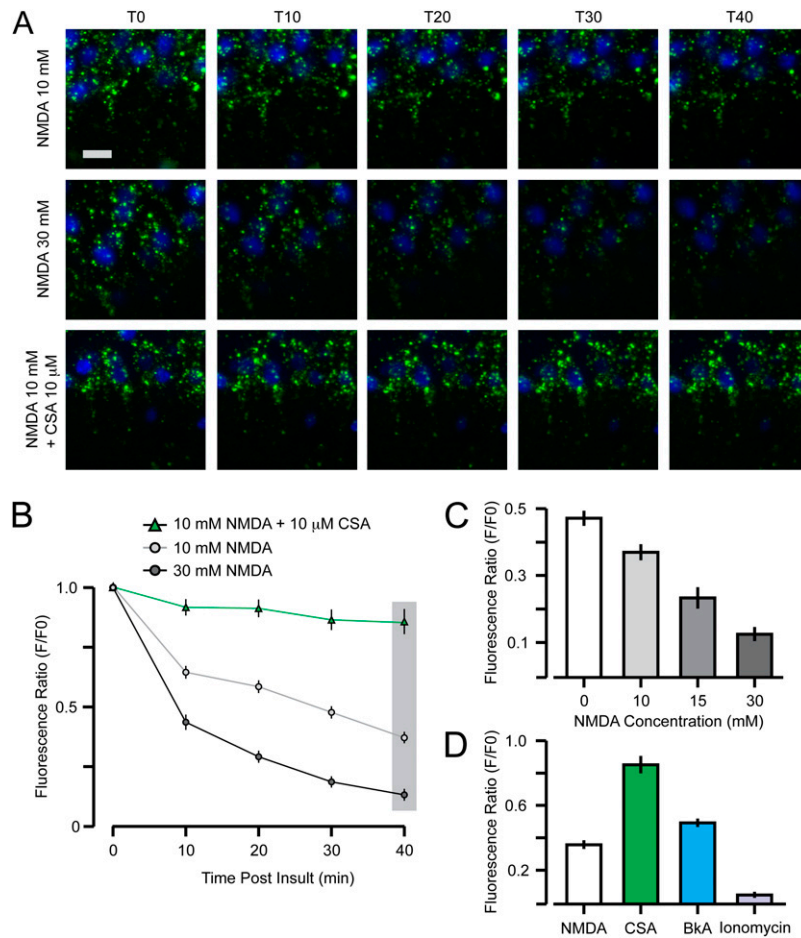 A
T0 T10 T20 T30 T40
NMDA 10 mM
NMDA 30 mM
NMDA 10 mM
+ CSA 10 μM
B
10 mM NMDA + 10 μM CSA
10 mM NMDA
30 mM NMDA
Fluorescence Ratio (F/F0)
1.0
0.5
0
0 10 20 30 40
Time Post Insult (min)
C
Fluorescence Ratio (F/F0)
0.5
0.3
0.1
0 10 15 30
NMDA Concentration (mM)
D
Fluorescence Ratio (F/F0)
1.0
0.6
0.2
NMDA CSA BkA Ionomycin